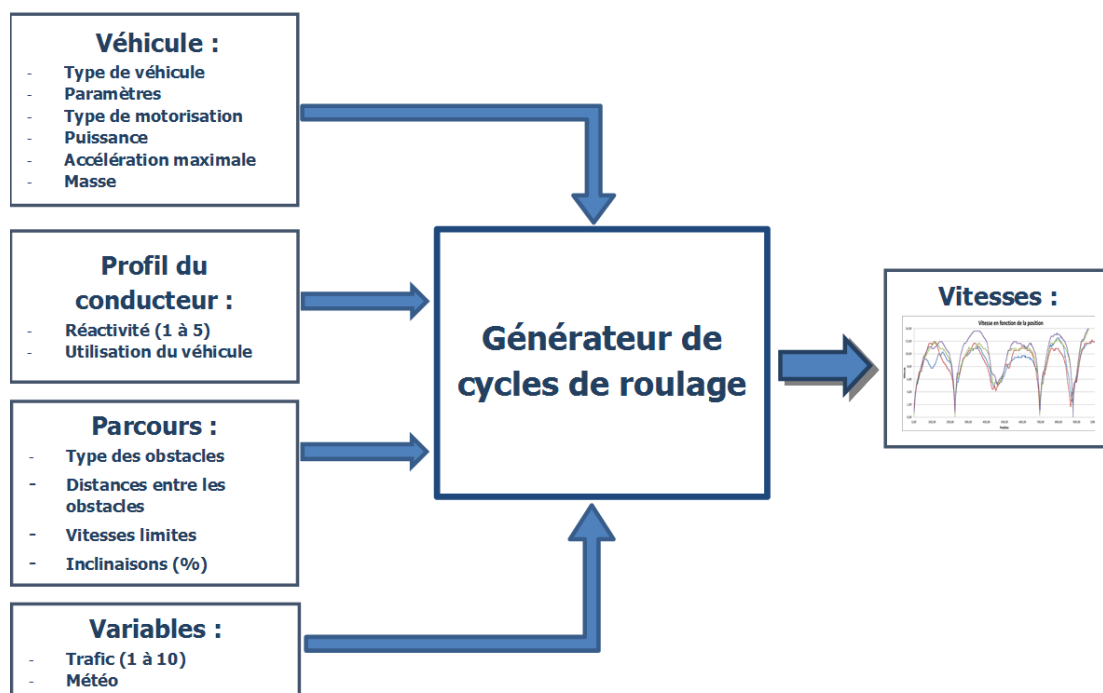 Véhicule :
- Type de véhicule
- Paramètres
- Type de motorisation
- Puissance
- Accélération maximale
- Masse
Profil du
conducteur :
- Réactivité (1 à 5)
- Utilisation du véhicule
Parcours :
- Type des obstacles
- Distances entre les
obstacles
- Vitesses limites
- Inclinaisons (%)
Variables :
- Trafic (1 à 10)
- Météo
Générateur de
cycles de roulage
Vitesses :
Vitesse en fonction de la position